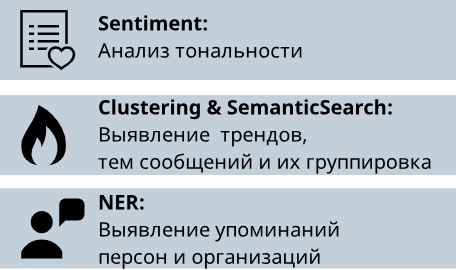 Sentiment:
Анализ тональности
Clustering & SemanticSearch:
Выявление трендов,
тем сообщений и их группировка
NER:
Выявление упоминаний
персон и организаций